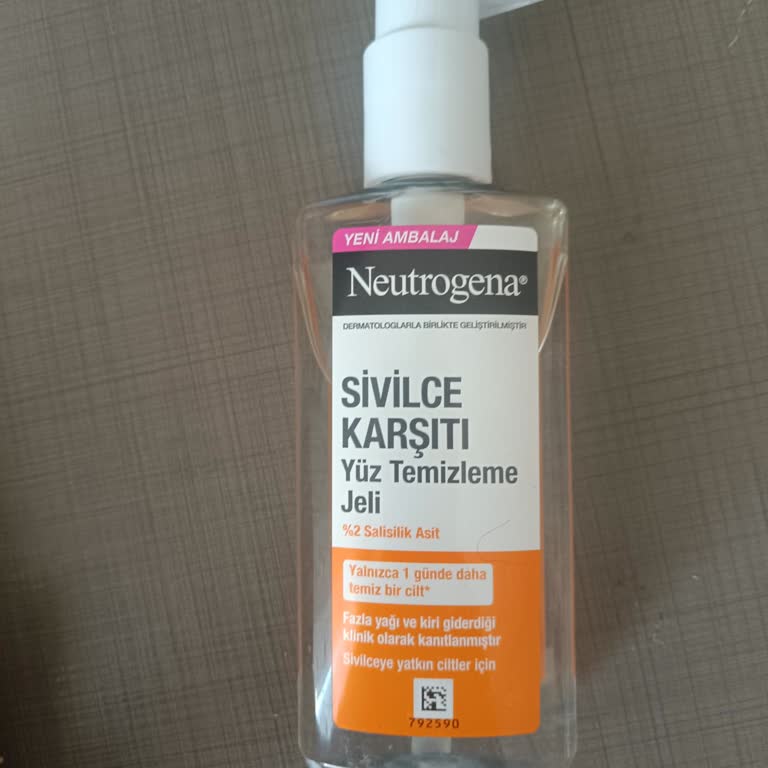 YENİ AMBALAJ
Neutrogena®
DERMATOLOGLARLA BİRLİKTE GELİŞTİRİLMİŞTİR
SİVİLCE
KARŞITI
Yüz Temizleme
Jeli
%2 Salisilik Asit
Yalnızca 1 günde daha
temiz bir cilt*
Fazla yağı ve kiri giderdiği
klinik olarak kanıtlanmıştır
Sivilceye yatkın ciltler için
792590